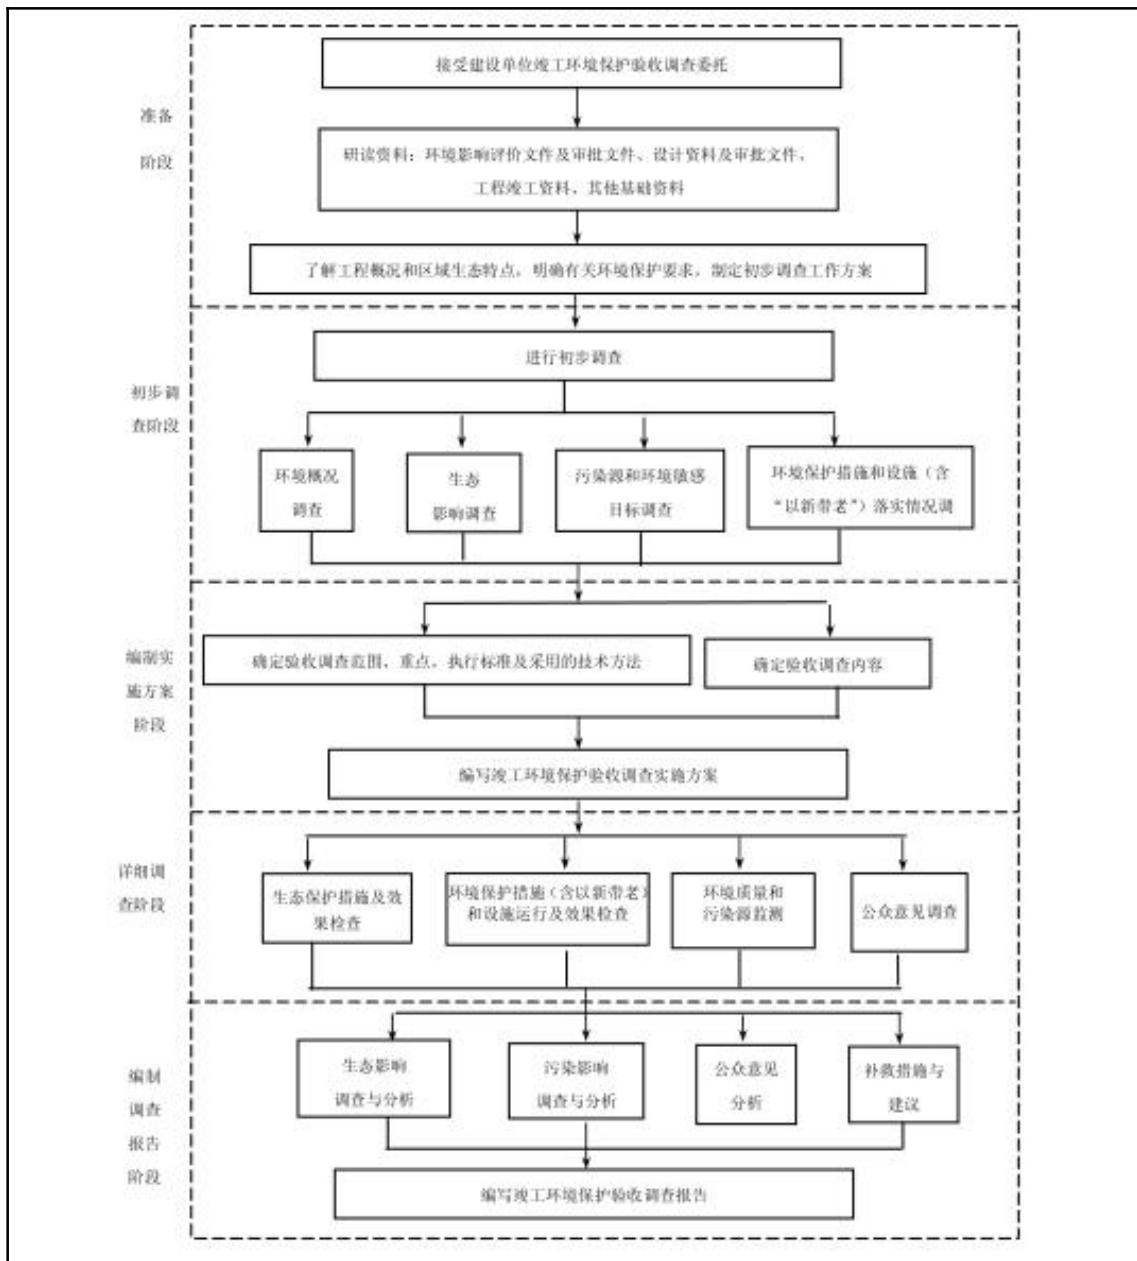 接受建设单位竣工环境保护验收调查委托
准备
阶段
研读资料：环境影响评价文件及审批文件、设计资料及审批文件、
工程竣工资料、其他基础资料
了解工程概况和区域生态特点，明确有关环境保护要求，制定初步调查工作方案
进行初步调查
初步调
查阶段
环境概况
调查
生态
影响调查
污染源和环境敏感
目标调查
环境保护措施和设施（含
“以新带老”）落实情况调
编制实
施方案
阶段
确定验收调查范围，重点，执行标准及采用的技术方法
确定验收调查内容
编写竣工环境保护验收调查实施方案
详细调
查阶段
生态保护措施及效
果检查
环境保护措施（含以新带老）
和设施运行及效果检查
环境质量和
污染源监测
公众意见调查
编制
调查
报告
阶段
生态影响
调查与分析
污染影响
调查与分析
公众意见
分析
补救措施与
建议
编写竣工环境保护验收调查报告